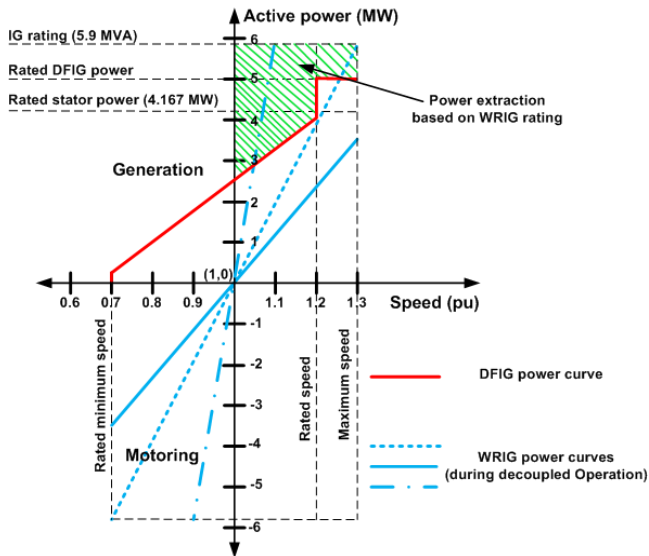 Active power (MW)
IG rating (5.9 MVA)
Rated DFIG power
Rated stator power (4.167 MW)
6
5
4
3
2
1
Power extraction
based on WRIG rating
Generation
(1,0)
0.6
0.7
0.8
0.9
1.1
1.2
1.3
Speed (pu)
-1
-2
-3
-4
-5
-6
Rated minimum speed
Motoring
Rated speed
Maximum speed
DFIG power curve
WRIG power curves
(during decoupled Operation)